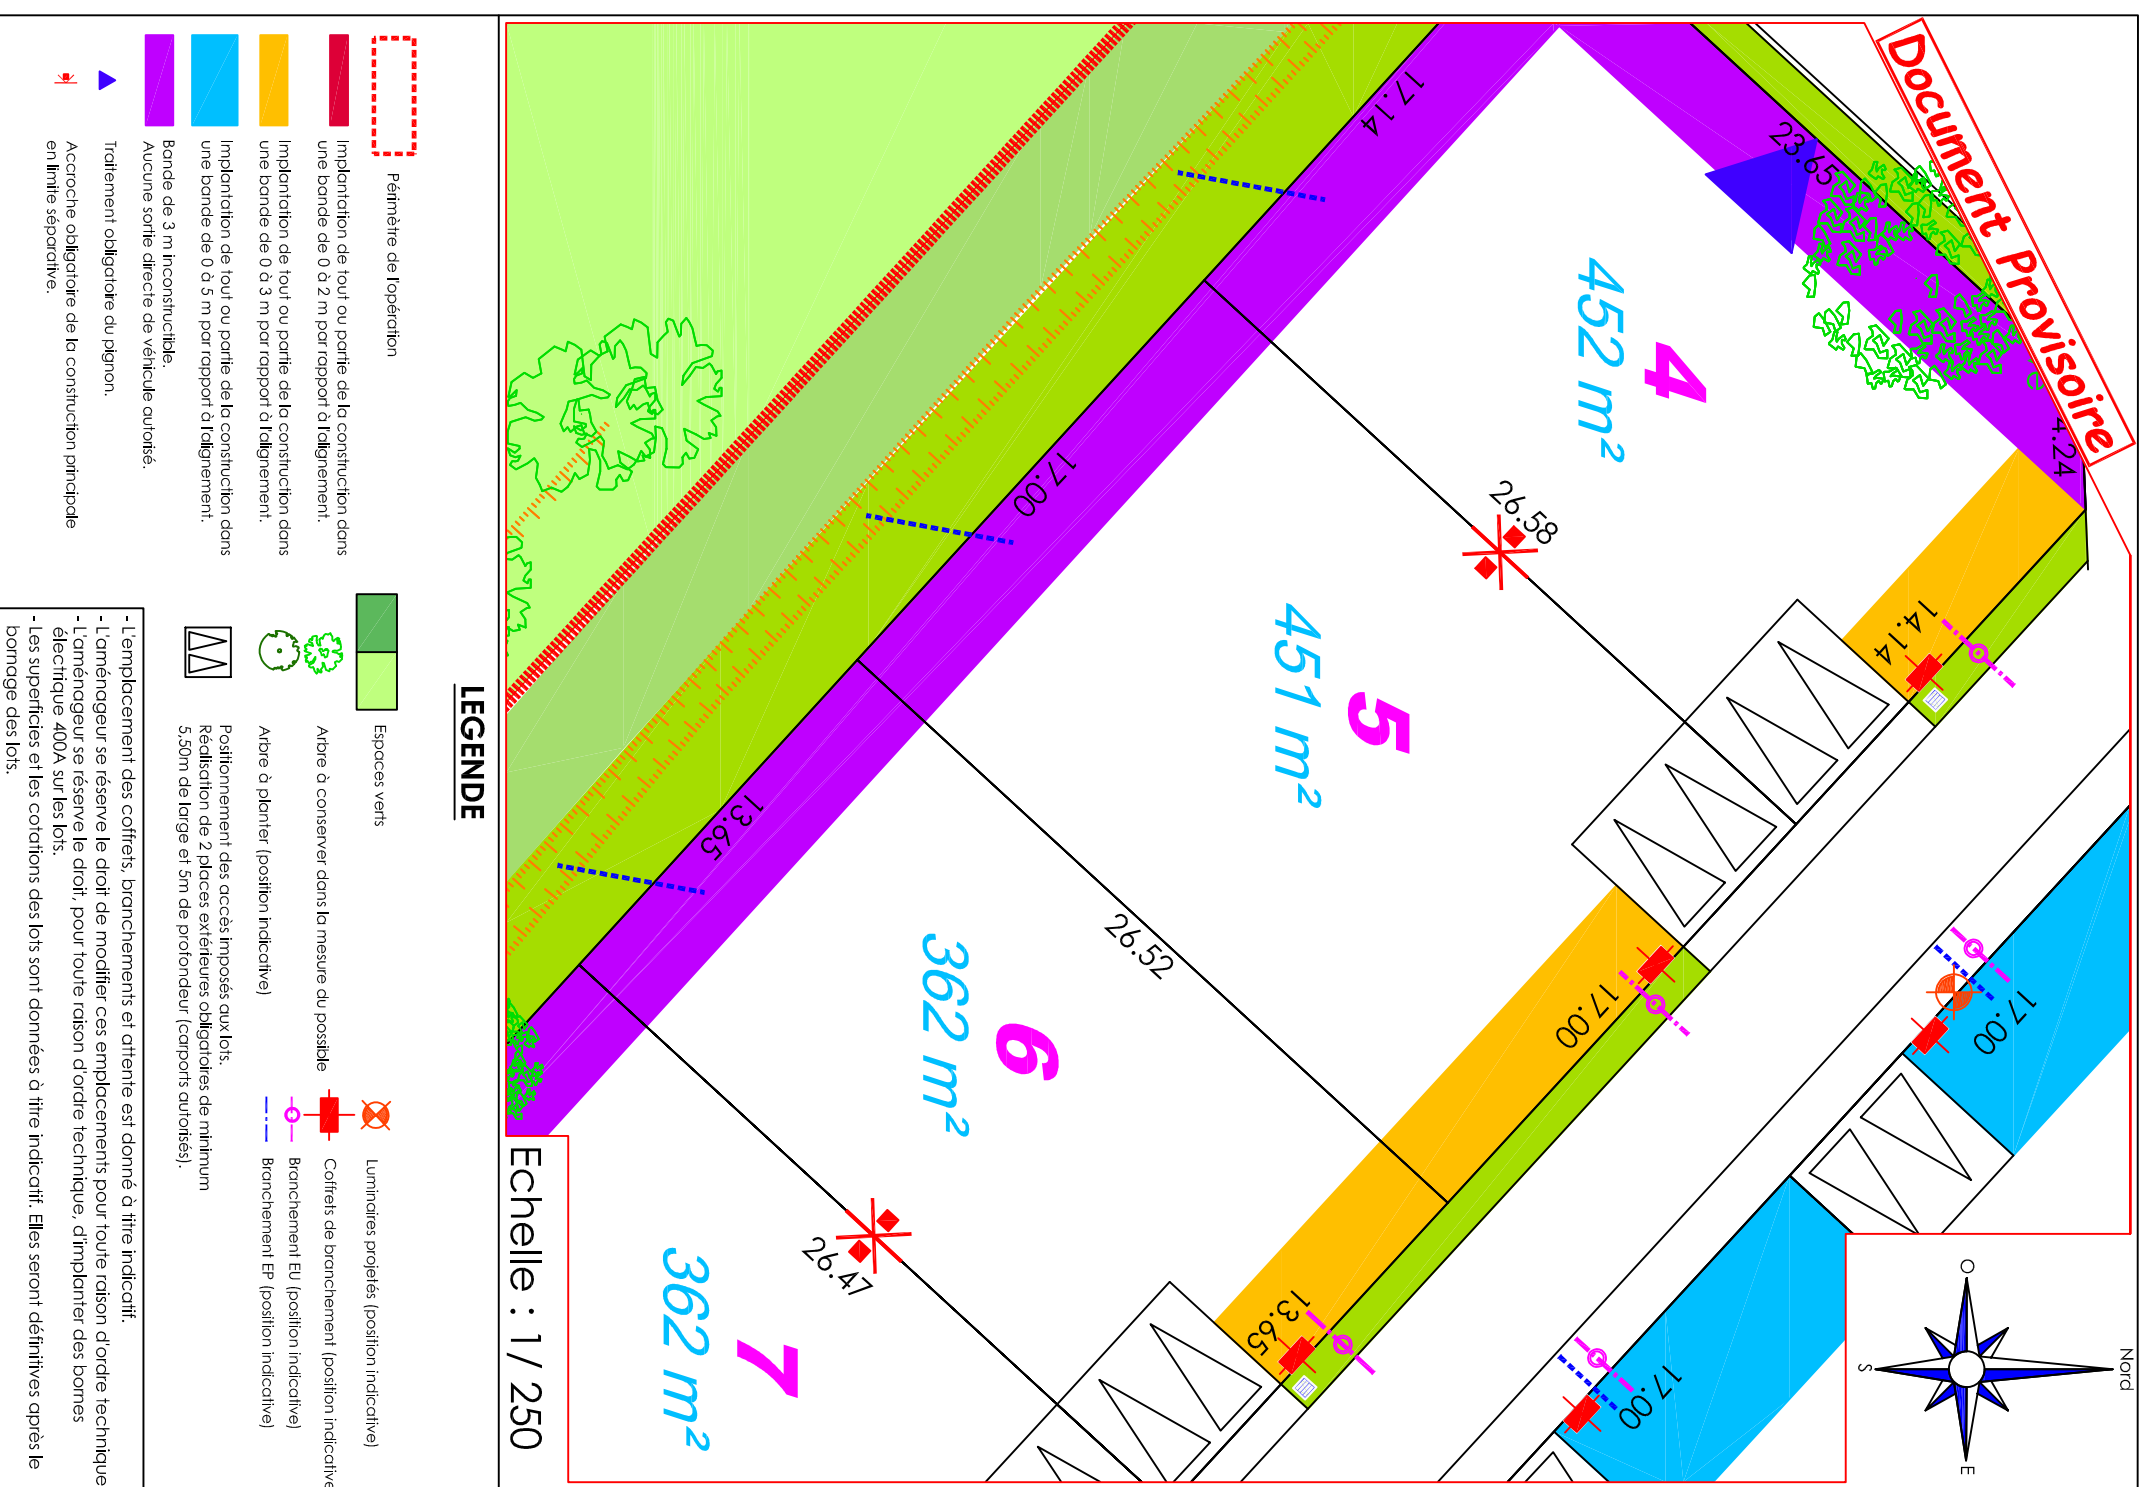 Document Provisoire
23.65
4.24
17.14
4
452 m²
14.14
26.58
5
451 m²
17.00
17.00
26.52
6
362 m²
13.65
13.65
26.47
7
362 m²
17.00
17.00
Nord
O
E
S
Echelle : 1/ 250
LEGENDE
Périmètre de l'opération
Implantation de tout ou partie de la construction dans
une bande de 0 à 2 m par rapport à l'alignement.
Implantation de tout ou partie de la construction dans
une bande de 0 à 3 m par rapport à l'alignement.
Implantation de tout ou partie de la construction dans
une bande de 0 à 5 m par rapport à l'alignement.
Bande de 3 m inconstructible.
Aucune sortie directe de véhicule autorisé.
Traitement obligatoire du pignon.
Accroche obligatoire de la construction principale
en limite séparative.
Espaces verts
Arbre à conserver dans la mesure du possible
Arbre à planter (position indicative)
Positionnement des accès imposés aux lots.
Réalisation de 2 places extérieures obligatoires de minimum
5.50m de large et 5m de profondeur (carports autorisés).
Luminaires projetés (position indicative)
Coffrets de branchement (position indicative
Branchement EU (position indicative)
Branchement EP (position indicative)
- L'emplacement des coffrets, branchements et attente est donné à titre indicatif.
- L'aménageur se réserve le droit de modifier ces emplacements pour toute raison d'ordre technique
- L'aménageur se réserve le droit, pour toute raison d'ordre technique, d'implanter des bornes
électrique 400A sur les lots.
- Les superficies et les cotations des lots sont données à titre indicatif. Elles seront définitives après le
bornage des lots.